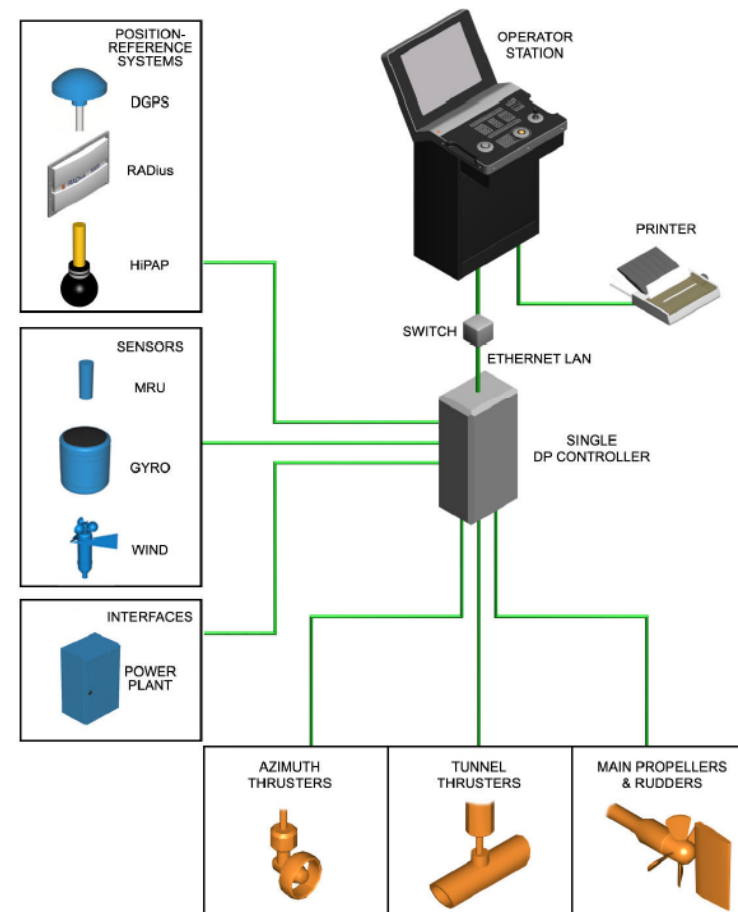 POSITION-
REFERENCE
SYSTEMS
DGPS
RADius
HiPAP
SENSORS
MRU
GYRO
WIND
INTERFACES
POWER
PLANT
OPERATOR
STATION
PRINTER
SWITCH
ETHERNET LAN
SINGLE
DP CONTROLLER
AZIMUTH
THRUSTERS
TUNNEL
THRUSTERS
MAIN PROPELLERS
& RUDDERS